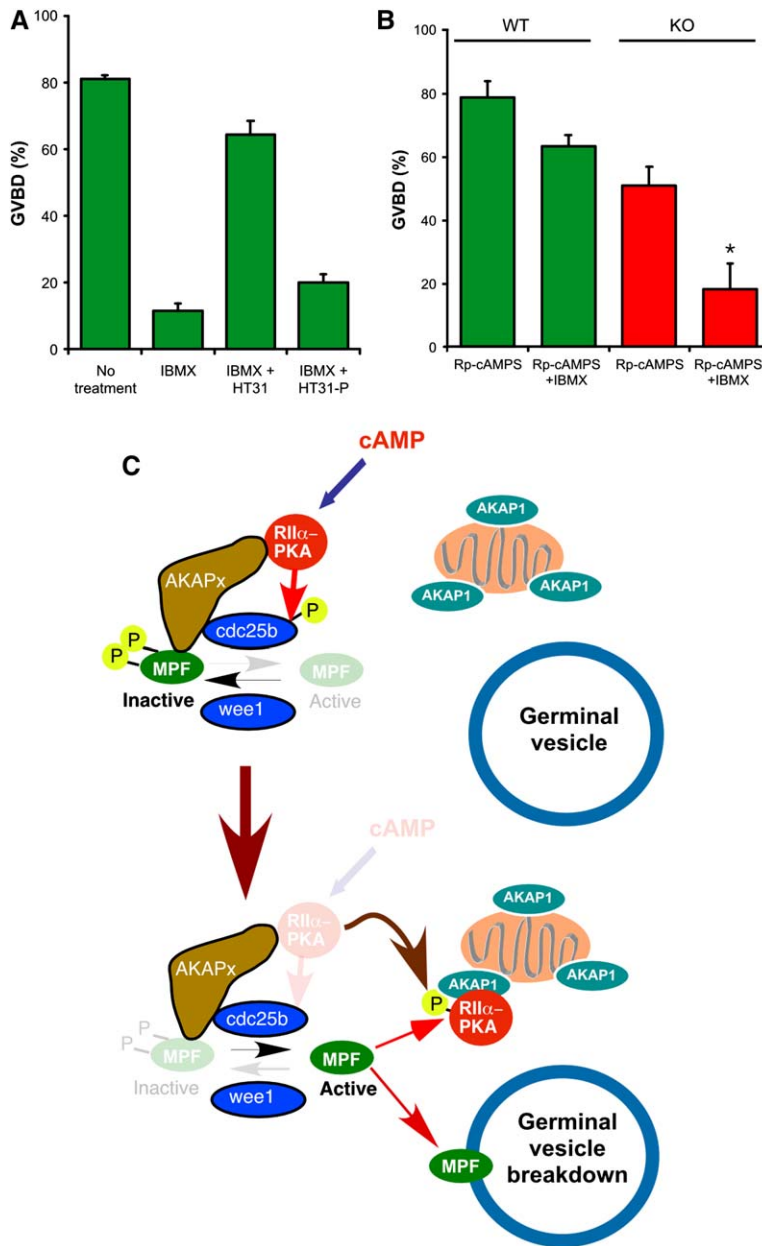 A
GVBD (%)
100
80
60
40
20
0
No
treatment
IBMX
IBMX +
HT31
IBMX +
HT31-P
B
WT
KO
GVBD (%)
100
80
60
40
20
0
*
Rp-cAMPS
Rp-cAMPS
+IBMX
Rp-cAMPS
Rp-cAMPS
+IBMX
C
cAMP
RIIα–
PKA
AKAPx
P
cdc25b
P
P
MPF
Inactive
MPF
Active
wee1
AKAP1
AKAP1
AKAP1
Germinal
vesicle
cAMP
RIIα–
PKA
AKAPx
cdc25b
P
P
MPF
Inactive
MPF
Active
wee1
AKAP1
AKAP1
AKAP1
P
RIIα–
PKA
MPF
Germinal
vesicle
breakdown